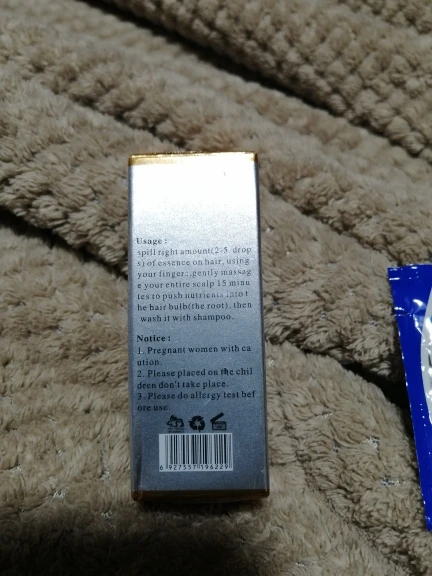 Usage:
spill right amount(2-5 drop
s) of essence on hair, using
your finger... gently massag
e your entire scalp 15 minu
tes to push nutrients into t
he hair bulb(the root), then
wash it with shampoo.
Notice:
1. Pregnant women with ca
ution.
2. Please placed on the chil
dren don't take place.
3. Please do allergy test bef
ore use.
6 927557 196229